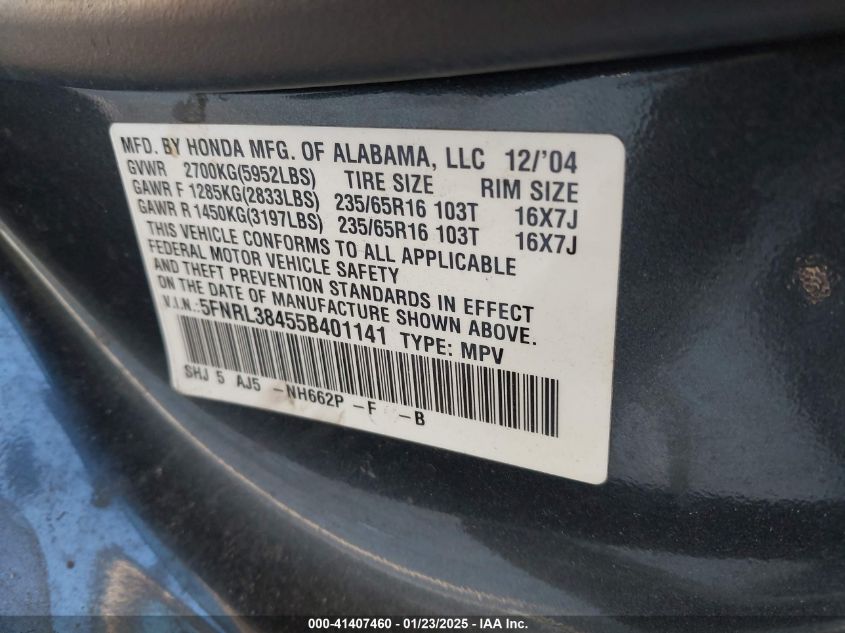 MFD. BY HONDA MFG. OF ALABAMA, LLC 12/'04
GVWR 2700KG(5952LBS) TIRE SIZE RIM SIZE
GAWR F 1285KG(2833LBS) 235/65R16 103T 16X7J
GAWR R 1450KG(3197LBS) 235/65R16 103T 16X7J
THIS VEHICLE CONFORMS TO ALL APPLICABLE
FEDERAL MOTOR VEHICLE SAFETY
AND THEFT PREVENTION STANDARDS IN EFFECT
ON THE DATE OF MANUFACTURE SHOWN ABOVE.
V.I.N.:5FNRL38455B401141 TYPE: MPV
SHJ 5 AJ5 -NH662P -F -B
000-41407460 - 01/23/2025 - IAA Inc.